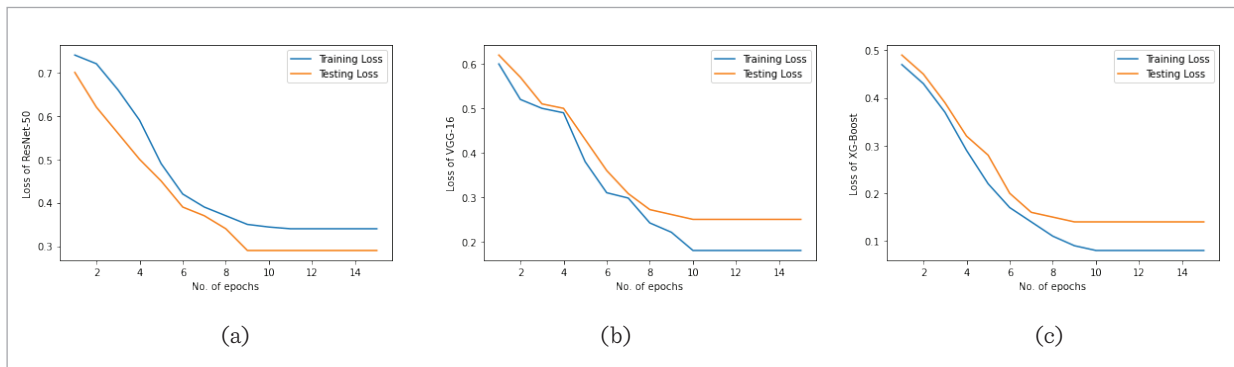 Training Loss
Testing Loss
0.7
0.6
0.5
0.4
0.3
Loss of ResNet-50
2 4 6 8 10 12 14
No. of epochs
(a)
Training Loss
Testing Loss
0.6
0.5
0.4
0.3
0.2
Loss of VGG-16
2 4 6 8 10 12 14
No. of epochs
(b)
Training Loss
Testing Loss
0.5
0.4
0.3
0.2
0.1
Loss of XG-Boost
2 4 6 8 10 12 14
No. of epochs
(c)